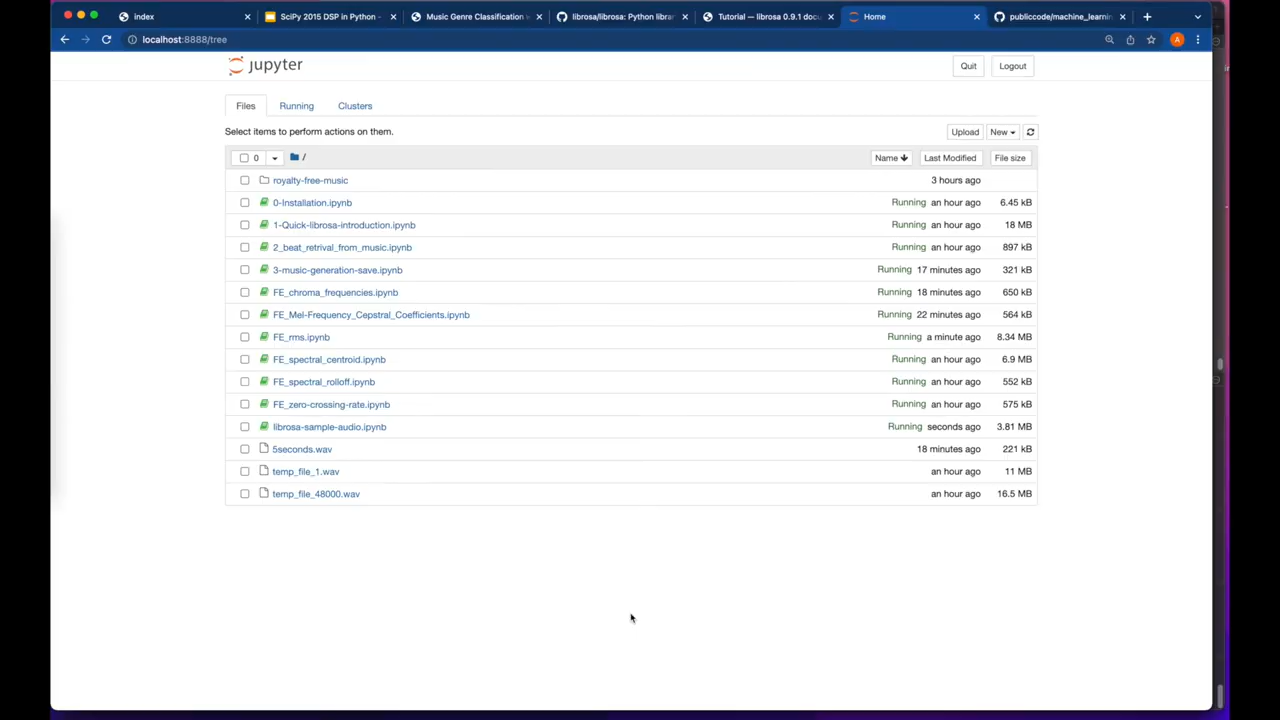 index
SciPy 2015 DSP in Python -
Music Genre Classification
librosa/librosa: Python librar
Tutorial — librosa 0.9.1 docu
Home
publiccode/machine_learnin
localhost:8888/tree
A
jupyter
Quit
Logout
Files
Running
Clusters
Select items to perform actions on them.
Upload
New
0
/
Name
Last Modified
File size
royalty-free-music 3 hours ago
0-Installation.ipynb Running an hour ago 6.45 kB
1-Quick-librosa-introduction.ipynb Running an hour ago 18 MB
2_beat_retrival_from_music.ipynb Running an hour ago 897 kB
3-music-generation-save.ipynb Running 17 minutes ago 321 kB
FE_chroma_frequencies.ipynb Running 18 minutes ago 650 kB
FE_Mel-Frequency_Cepstral_Coefficients.ipynb Running 22 minutes ago 564 kB
FE_rms.ipynb Running a minute ago 8.34 MB
FE_spectral_centroid.ipynb Running an hour ago 6.9 MB
FE_spectral_rolloff.ipynb Running an hour ago 552 kB
FE_zero-crossing-rate.ipynb Running an hour ago 575 kB
librosa-sample-audio.ipynb Running seconds ago 3.81 MB
5seconds.wav 18 minutes ago 221 kB
temp_file_1.wav an hour ago 11 MB
temp_file_48000.wav an hour ago 16.5 MB